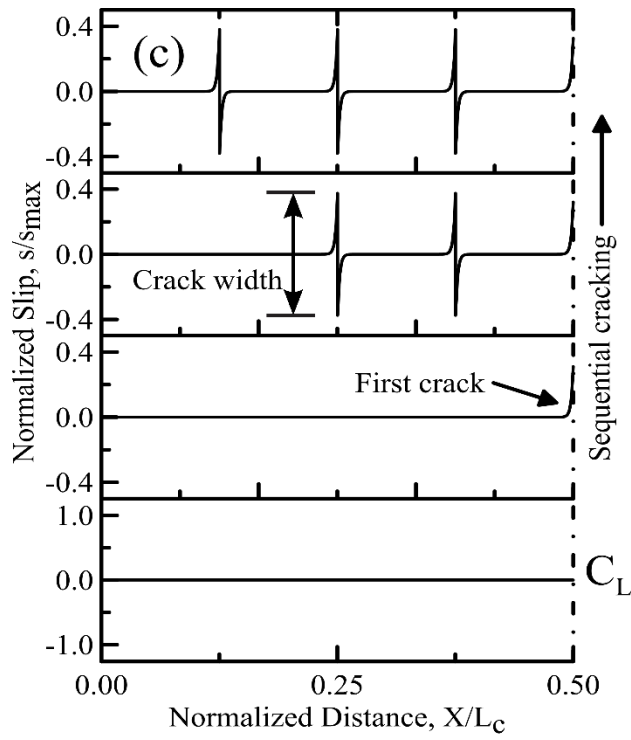 0.4
(c)
0.0
-0.4
0.4
0.0
Crack width
-0.4
0.4
First crack
0.0
-0.4
1.0
0.0
-1.0
0.00
0.25
0.50
Normalized Distance, X/Lc
Normalized Slip, s/smax
Sequential cracking
CL